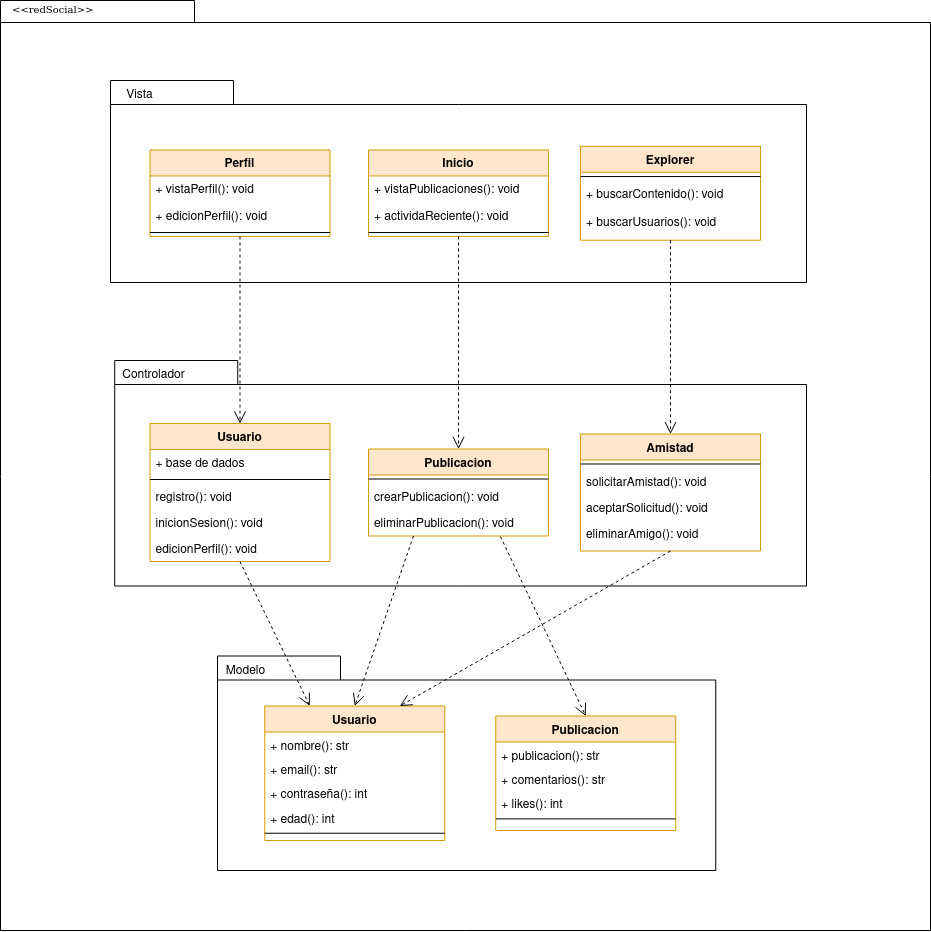 <<redSocial>>
Vista
Perfil
+ vistaPerfil(): void
+ edicionPerfil(): void
Inicio
+ vistaPublicaciones(): void
+ actividaReciente(): void
Explorer
+ buscarContenido(): void
+ buscarUsuarios(): void
Controlador
Usuario
+ base de dados
registro(): void
inicionSesion(): void
edicionPerfil(): void
Publicacion
crearPublicacion(): void
eliminarPublicacion(): void
Amistad
solicitarAmistad(): void
aceptarSolicitud(): void
eliminarAmigo(): void
Modelo
Usuario
+ nombre(): str
+ email(): str
+ contraseña(): int
+ edad(): int
Publicacion
+ publicacion(): str
+ comentarios(): str
+ likes(): int